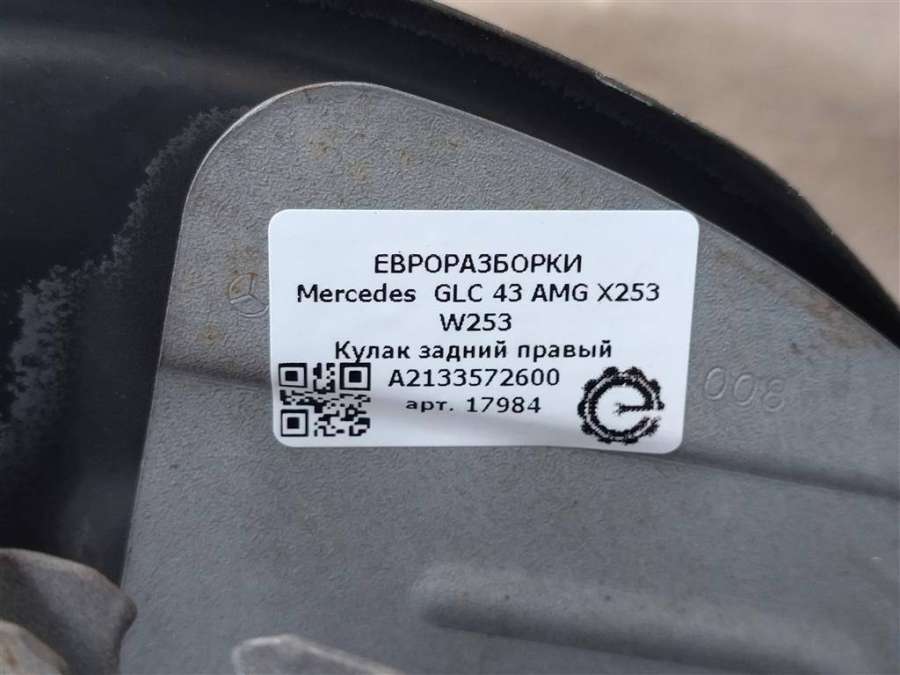 ЕВРОРАЗБОРКИ
Mercedes GLC 43 AMG X253
W253
Кулак задний правый
A2133572600
арт. 17984
008